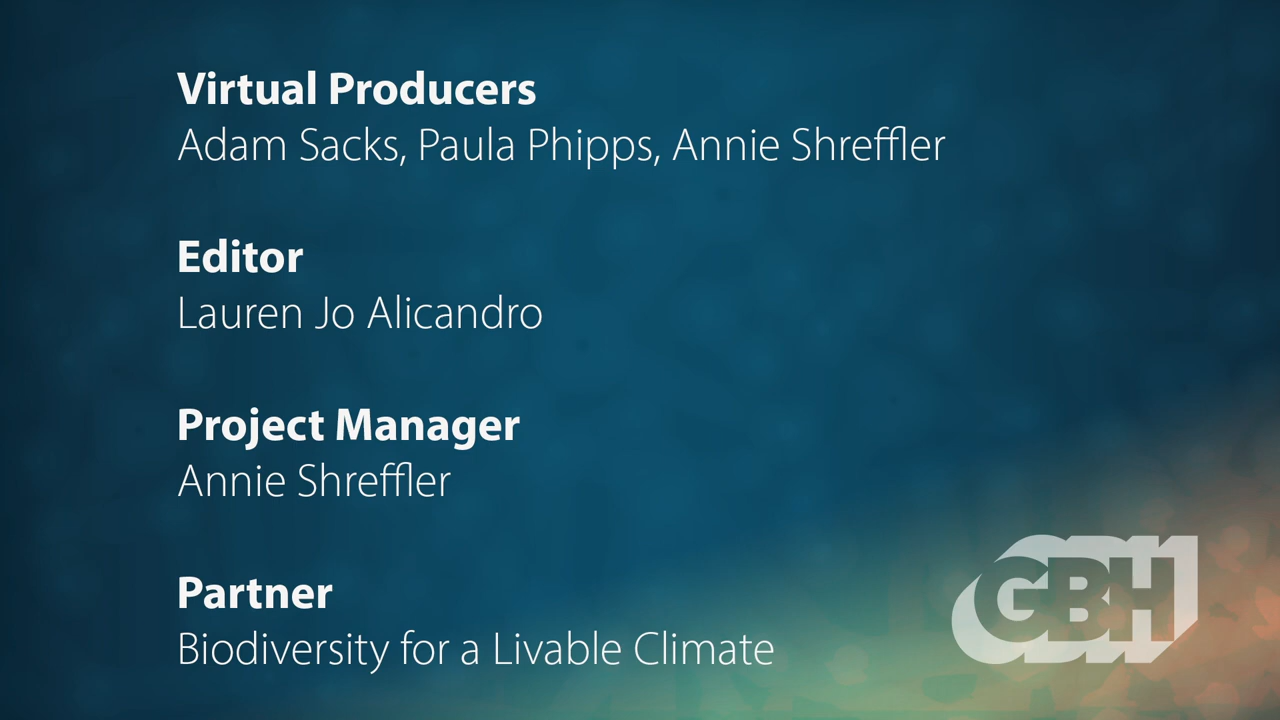 Virtual Producers
Adam Sacks, Paula Phipps, Annie Shreffler
Editor
Lauren Jo Alicandro
Project Manager
Annie Shreffler
Partner
Biodiversity for a Livable Climate
GBH